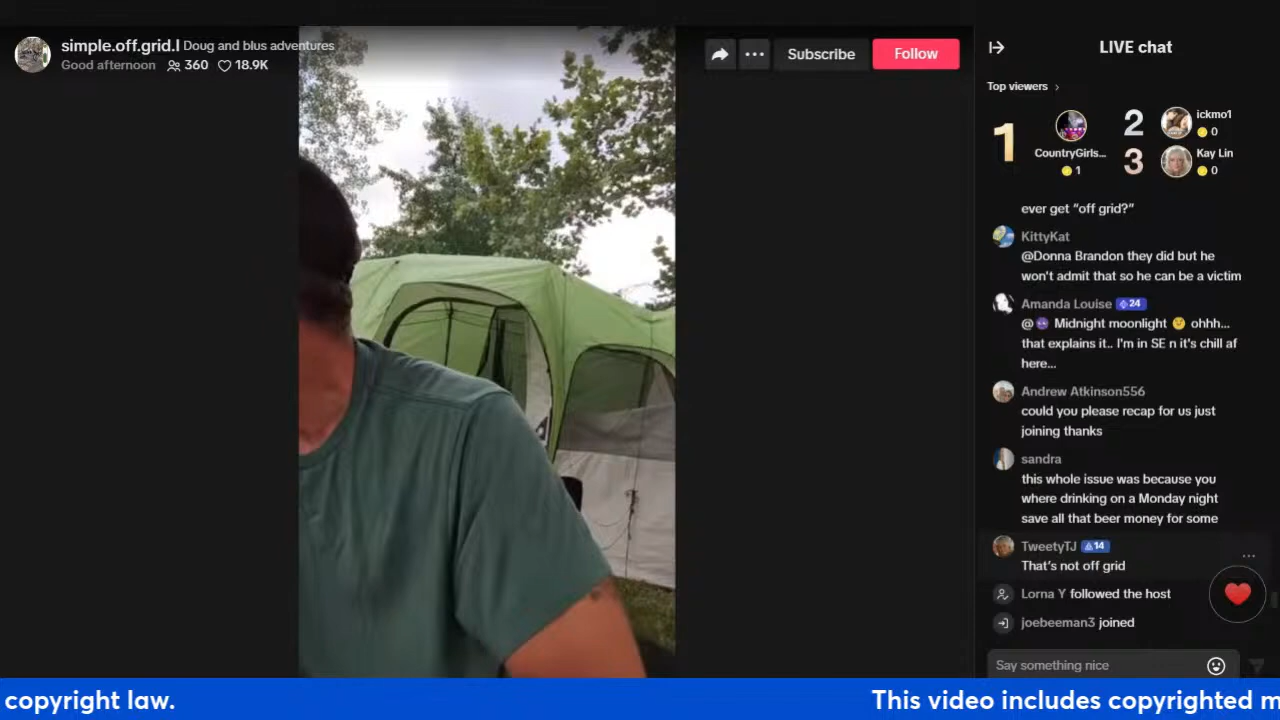 simple.off.grid.l Doug and blus adventures
Good afternoon 360 18.9K
Subscribe
Follow
LIVE chat
Top viewers
1
CountryGirls...
1
2
ickmo1
0
3
Kay Lin
0
ever get “off grid?”
KittyKat
@Donna Brandon they did but he
won't admit that so he can be a victim
Amanda Louise 24
@ Midnight moonlight ohhh...
that explains it.. I'm in SE n it's chill af
here...
Andrew Atkinson556
could you please recap for us just
joining thanks
sandra
this whole issue was because you
where drinking on a Monday night
save all that beer money for some
TweetyTJ 14
That's not off grid
Lorna Y followed the host
joebeeman3 joined
Say something nice
copyright law.
This video includes copyrighted m